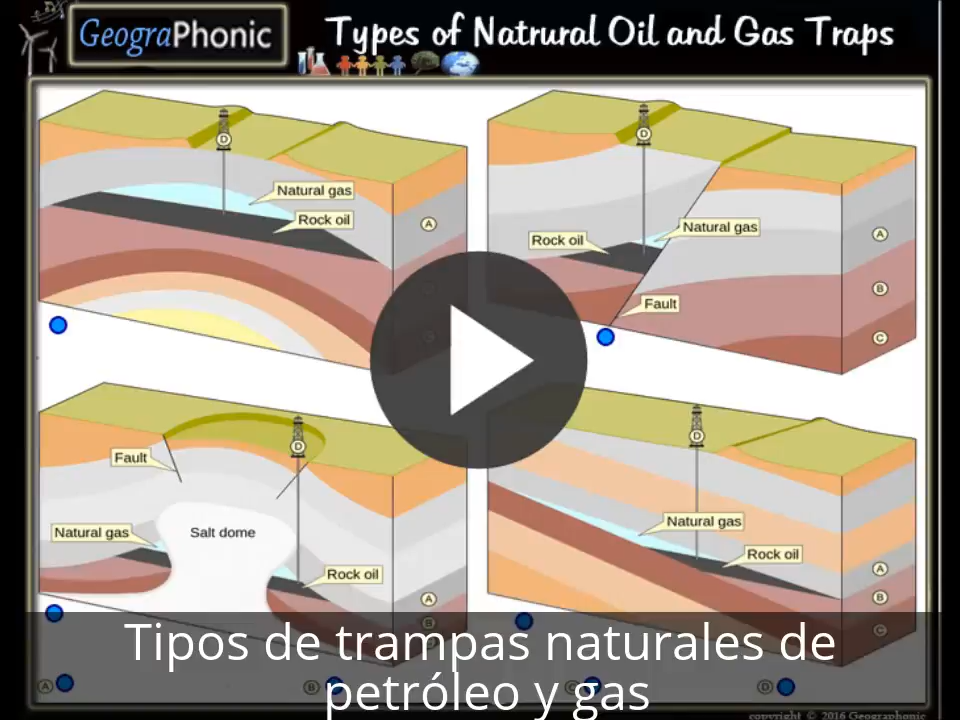 GeograPhonic
Types of Natrural Oil and Gas Traps
D
Natural gas
Rock oil
A
D
Rock oil
Natural gas
Fault
A
B
C
D
Fault
Natural gas
Salt dome
Rock oil
A
B
D
Natural gas
Rock oil
A
B
C
Tipos de trampas naturales de
petróleo y gas
A
B
D
copyright © 2016 Geographonic